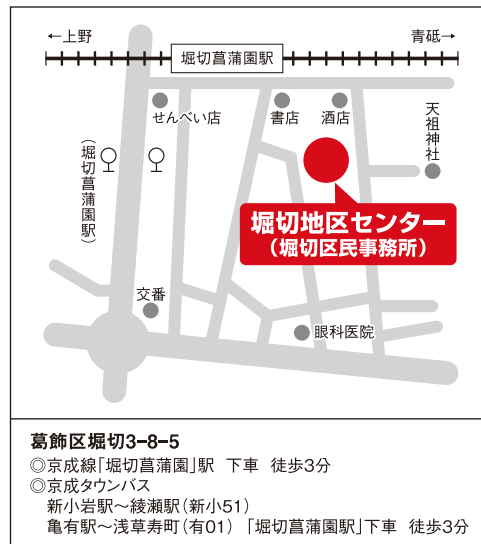 ←上野
青砥→
堀切菖蒲園駅
せんべい店
書店
酒店
天祖神社
(堀切菖蒲園駅)
堀切地区センター
(堀切区民事務所)
交番
眼科医院
葛飾区堀切3-8-5
◎京成線「堀切菖蒲園」駅 下車 徒歩3分
◎京成タウンバス
新小岩駅〜綾瀬駅(新小51)
亀有駅〜浅草寿町(有01) 「堀切菖蒲園駅」下車 徒歩3分